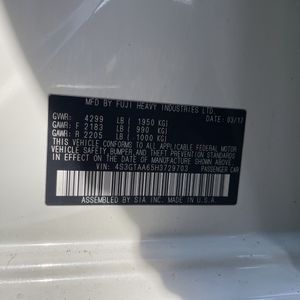 MFD BY FUJI HEAVY INDUSTRIES LTD.
GVWR: 4299 LB ( 1950 KG) DATE: 03/17
GAWR: F 2183 LB ( 990 KG)
GAWR: R 2205 LB ( 1000 KG)
THIS VEHICLE CONFORMS TO ALL APPLICABLE FEDERAL MOTOR
VEHICLE SAFETY, BUMPER, AND THEFT PREVENTION STANDARDS
IN EFFECT ON THE DATE OF MANUFACTURE SHOWN ABOVE.
VIN: 4S3GTAA65H3729703 PASSENGER CAR
ASSEMBLED BY SIA INC. MADE IN U.S.A.